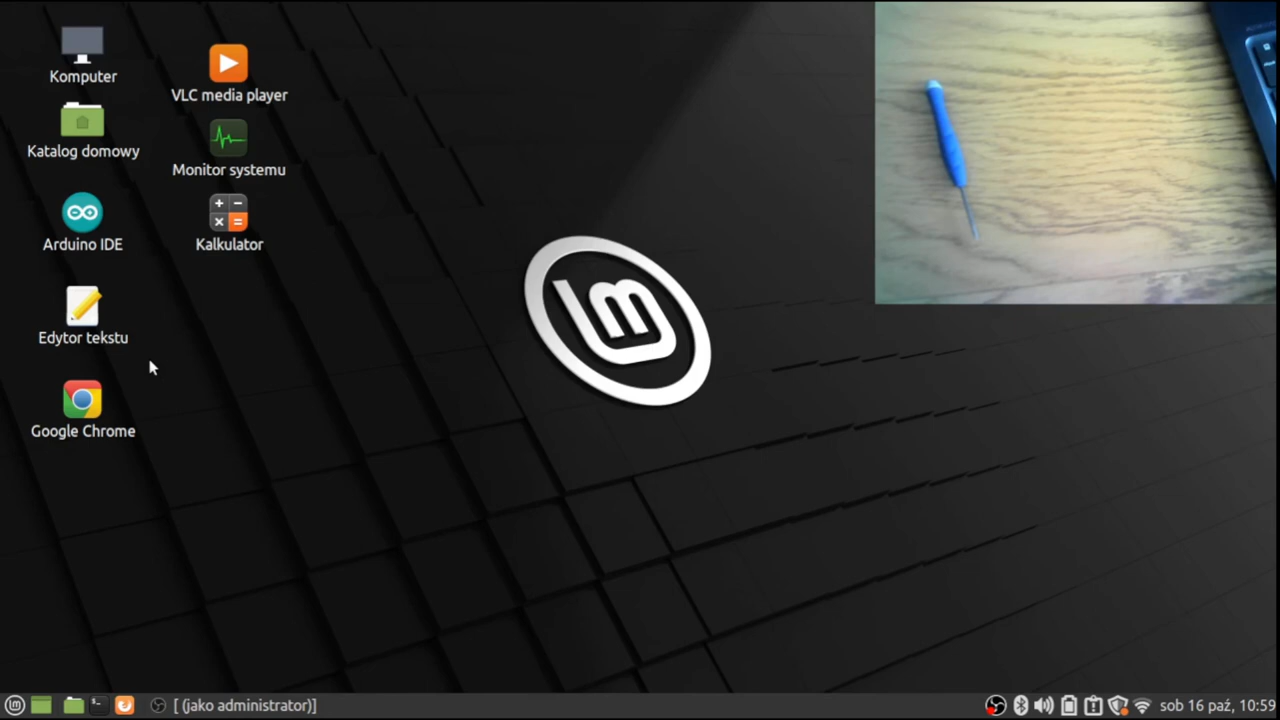 Komputer
VLC media player
Katalog domowy
Monitor systemu
Arduino IDE
Kalkulator
Edytor tekstu
Google Chrome
[ (jako administrator)]
sob 16 paź, 10:59